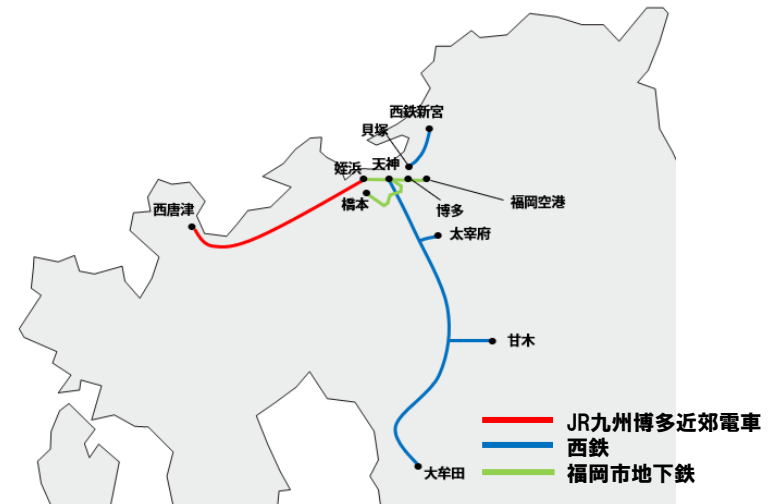 西鉄新宮
貝塚
姪浜
天神
西唐津
橋本
博多
福岡空港
太宰府
甘木
大牟田
JR九州博多近郊電車
西鉄
福岡市地下鉄